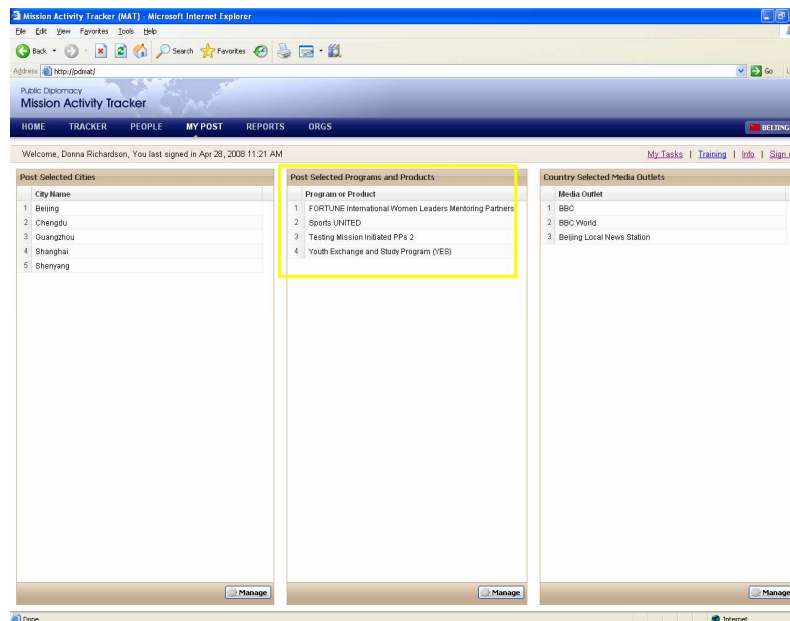 Mission Activity Tracker (MAT) - Microsoft Internet Explorer
File Edit View Favorites Tools Help
Back Search Favorites
Address http://pdmat/ Go
Public Diplomacy
Mission Activity Tracker
HOME TRACKER PEOPLE MY POST REPORTS ORGS BEIJING
Welcome, Donna Richardson, You last signed in Apr 28, 2008 11:21 AM My Tasks | Training | Info | Sign
Post Selected Cities
City Name
1 Beijing
2 Chengdu
3 Guangzhou
4 Shanghai
5 Shenyang
Manage
Post Selected Programs and Products
Program or Product
1 FORTUNE International Women Leaders Mentoring Partners
2 Sports UNITED
3 Testing Mission Initiated PPs 2
4 Youth Exchange and Study Program (YES)
Manage
Country Selected Media Outlets
Media Outlet
1 BBC
2 BBC World
3 Beijing Local News Station
Manage
Done Internet